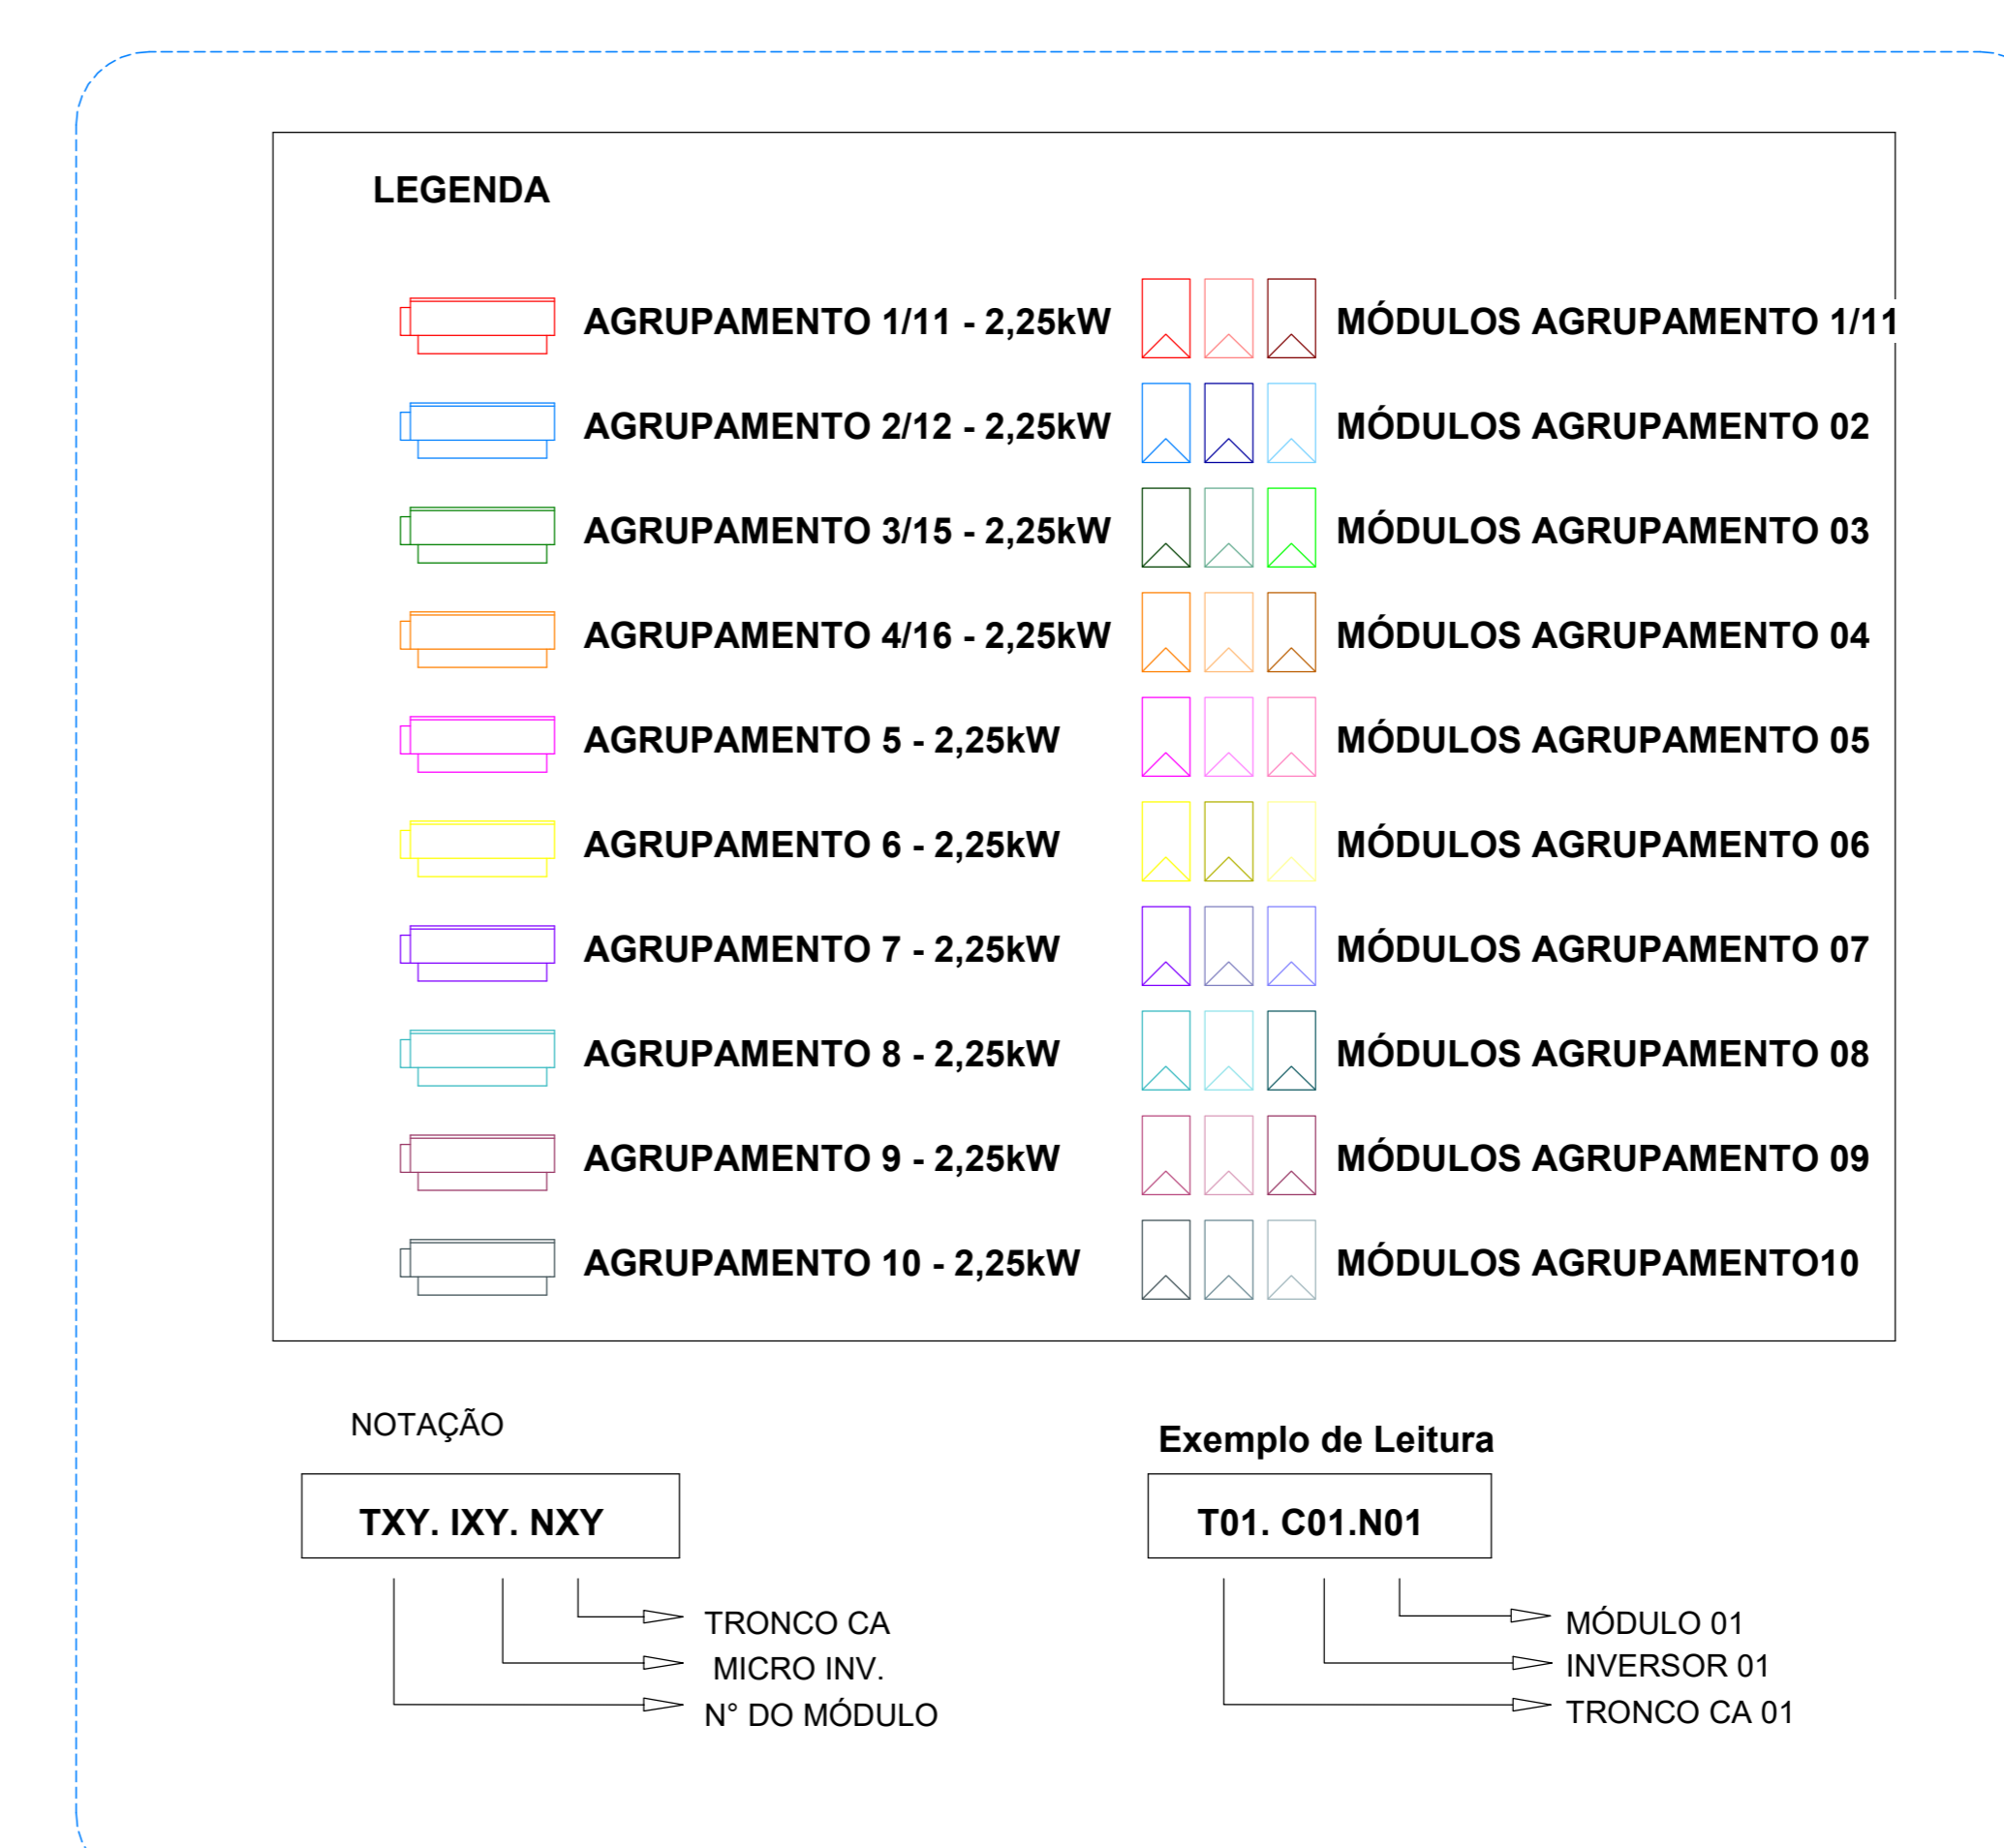 LEGENDA
AGRUPAMENTO 1/11 - 2,25kW MÓDULOS AGRUPAMENTO 1/11
AGRUPAMENTO 2/12 - 2,25kW MÓDULOS AGRUPAMENTO 02
AGRUPAMENTO 3/15 - 2,25kW MÓDULOS AGRUPAMENTO 03
AGRUPAMENTO 4/16 - 2,25kW MÓDULOS AGRUPAMENTO 04
AGRUPAMENTO 5 - 2,25kW MÓDULOS AGRUPAMENTO 05
AGRUPAMENTO 6 - 2,25kW MÓDULOS AGRUPAMENTO 06
AGRUPAMENTO 7 - 2,25kW MÓDULOS AGRUPAMENTO 07
AGRUPAMENTO 8 - 2,25kW MÓDULOS AGRUPAMENTO 08
AGRUPAMENTO 9 - 2,25kW MÓDULOS AGRUPAMENTO 09
AGRUPAMENTO 10 - 2,25kW MÓDULOS AGRUPAMENTO10
NOTAÇÃO
TXY. IXY. NXY
TRONCO CA
MICRO INV.
N° DO MÓDULO
Exemplo de Leitura
T01. C01.N01
MÓDULO 01
INVERSOR 01
TRONCO CA 01